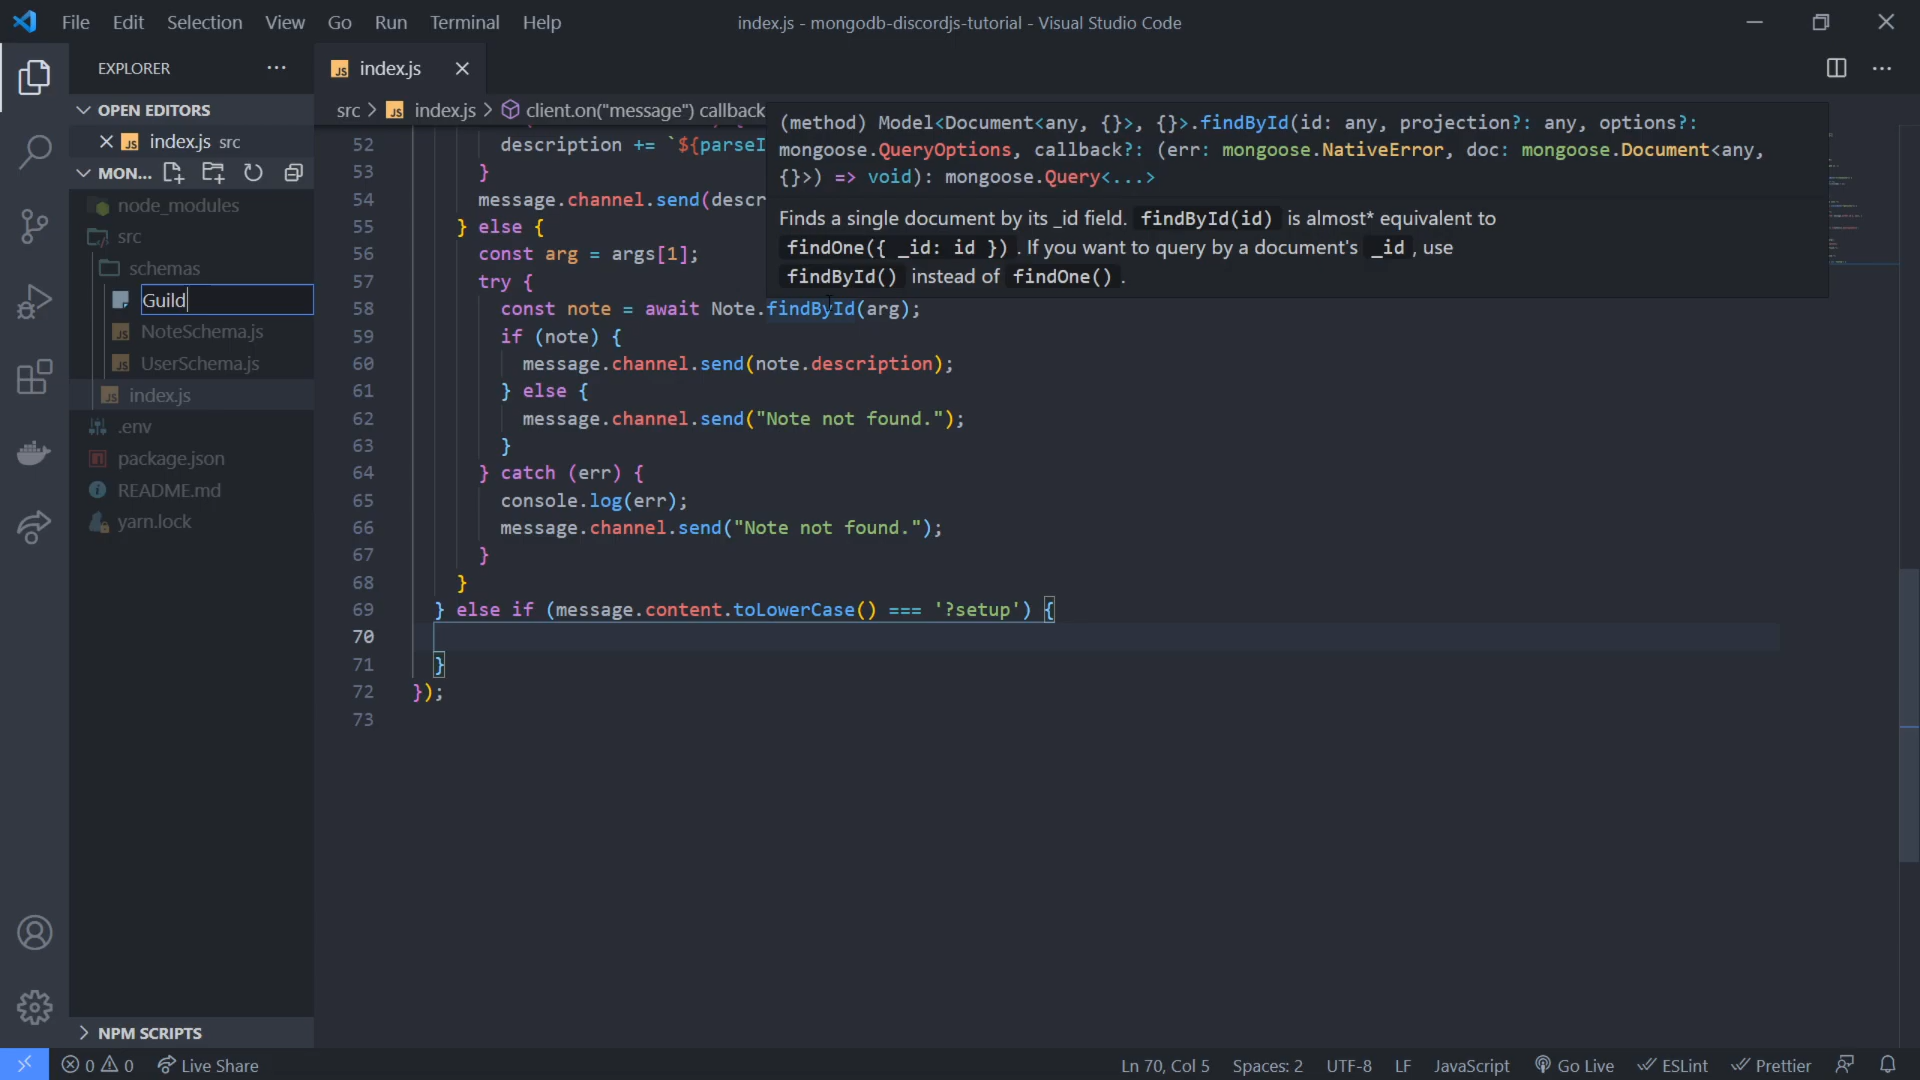 File Edit Selection View Go Run Terminal Help
index.js - mongodb-discordjs-tutorial - Visual Studio Code
EXPLORER
JS index.js
OPEN EDITORS
JS index.js src
MON...
node_modules
src
schemas
Guild
JS NoteSchema.js
JS UserSchema.js
JS index.js
.env
package.json
README.md
yarn.lock
NPM SCRIPTS
src > JS index.js > client.on("message") callback
(method) Model<Document<any, {}>, {}>.findById(id: any, projection?: any, options?:
mongoose.QueryOptions, callback?: (err: mongoose.NativeError, doc: mongoose.Document<any,
{}>) => void): mongoose.Query<...>
Finds a single document by its _id field. findById(id) is almost* equivalent to
findOne({ _id: id }). If you want to query by a document's _id, use
findById() instead of findOne().
52 description += `${parseI
53 }
54 message.channel.send(descr
55 } else {
56 const arg = args[1];
57 try {
58 const note = await Note.findById(arg);
59 if (note) {
60 message.channel.send(note.description);
61 } else {
62 message.channel.send("Note not found.");
63 }
64 } catch (err) {
65 console.log(err);
66 message.channel.send("Note not found.");
67 }
68 }
69 } else if (message.content.toLowerCase() === '?setup') {
70
71 }
72 });
73
0 0 Live Share
Ln 70, Col 5 Spaces: 2 UTF-8 LF JavaScript Go Live ESLint Prettier